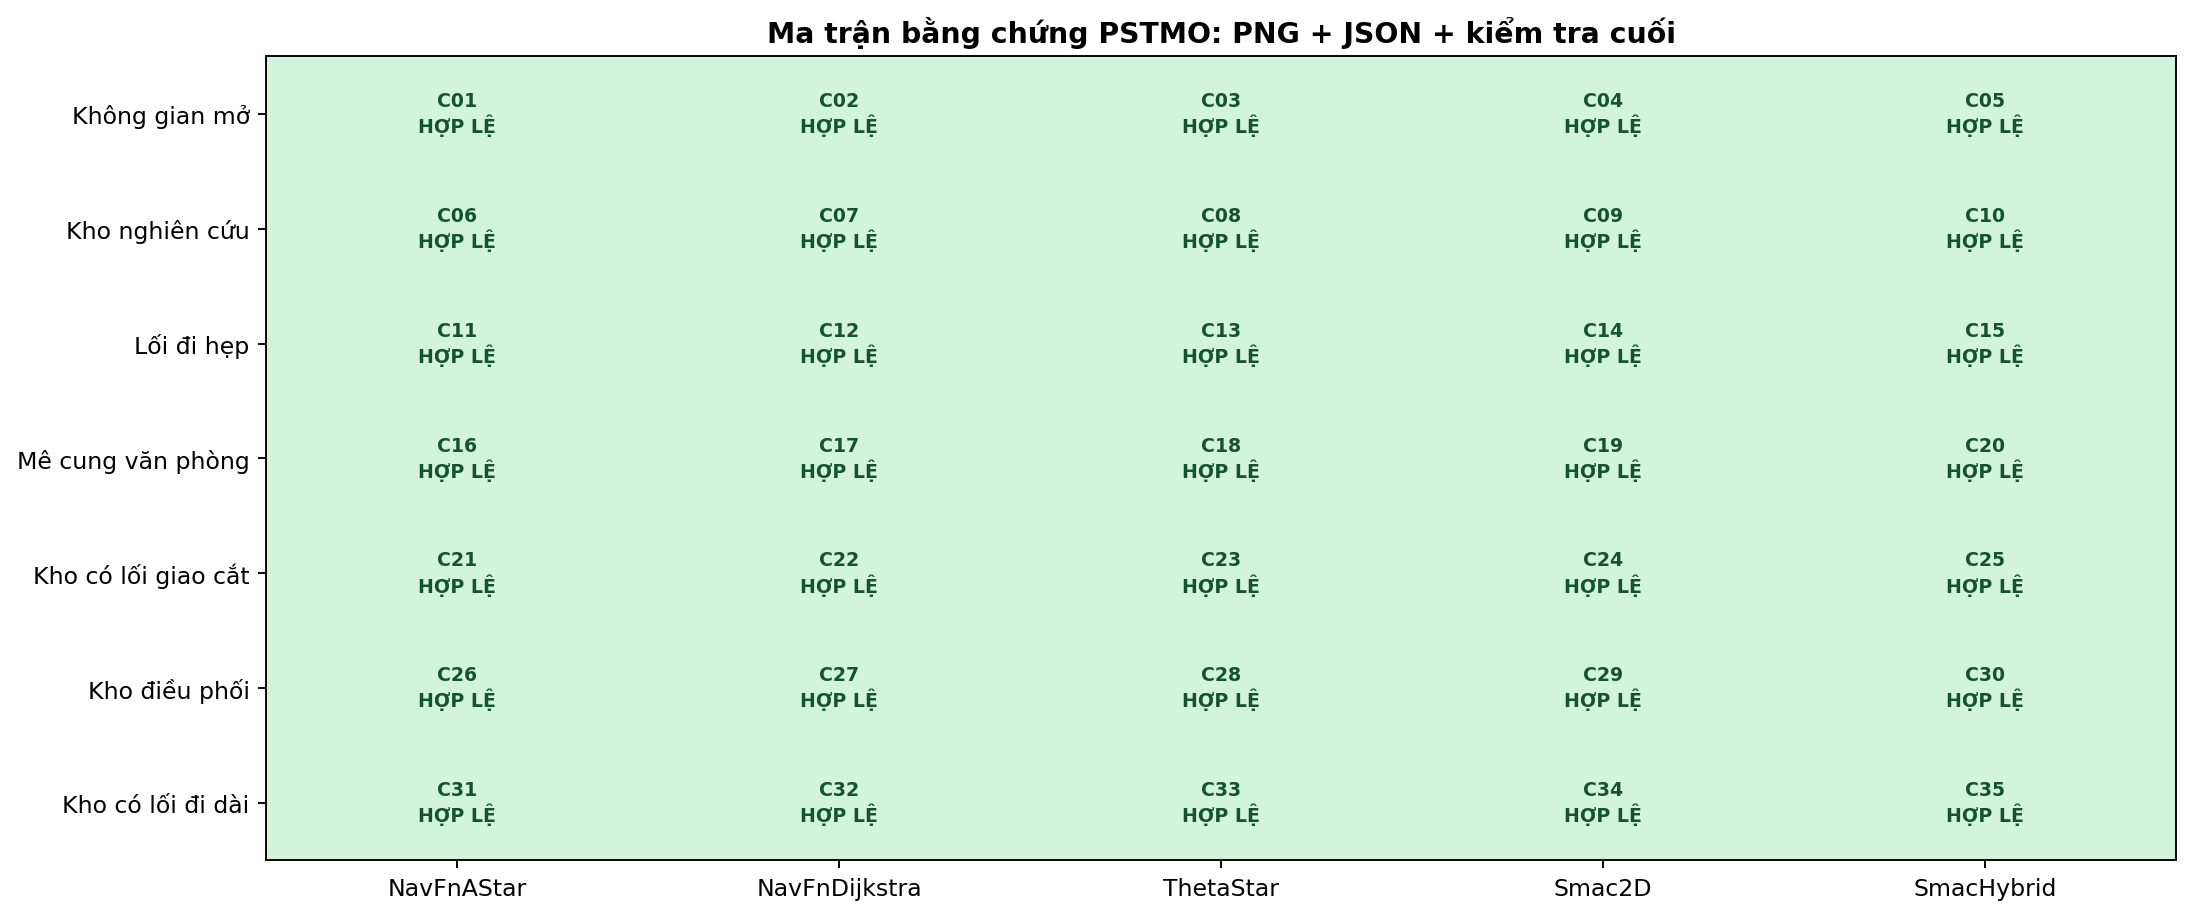 Ma trận bằng chứng PSTMO: PNG + JSON + kiểm tra cuối
Không gian mở
C01 C02 C03 C04 C05
HỢP LỆ HỢP LỆ HỢP LỆ HỢP LỆ HỢP LỆ
Kho nghiên cứu
C06 C07 C08 C09 C10
HỢP LỆ HỢP LỆ HỢP LỆ HỢP LỆ HỢP LỆ
Lối đi hẹp
C11 C12 C13 C14 C15
HỢP LỆ HỢP LỆ HỢP LỆ HỢP LỆ HỢP LỆ
Mê cung văn phòng
C16 C17 C18 C19 C20
HỢP LỆ HỢP LỆ HỢP LỆ HỢP LỆ HỢP LỆ
Kho có lối giao cắt
C21 C22 C23 C24 C25
HỢP LỆ HỢP LỆ HỢP LỆ HỢP LỆ HỢP LỆ
Kho điều phối
C26 C27 C28 C29 C30
HỢP LỆ HỢP LỆ HỢP LỆ HỢP LỆ HỢP LỆ
Kho có lối đi dài
C31 C32 C33 C34 C35
HỢP LỆ HỢP LỆ HỢP LỆ HỢP LỆ HỢP LỆ
NavFnAStar NavFnDijkstra ThetaStar Smac2D SmacHybrid